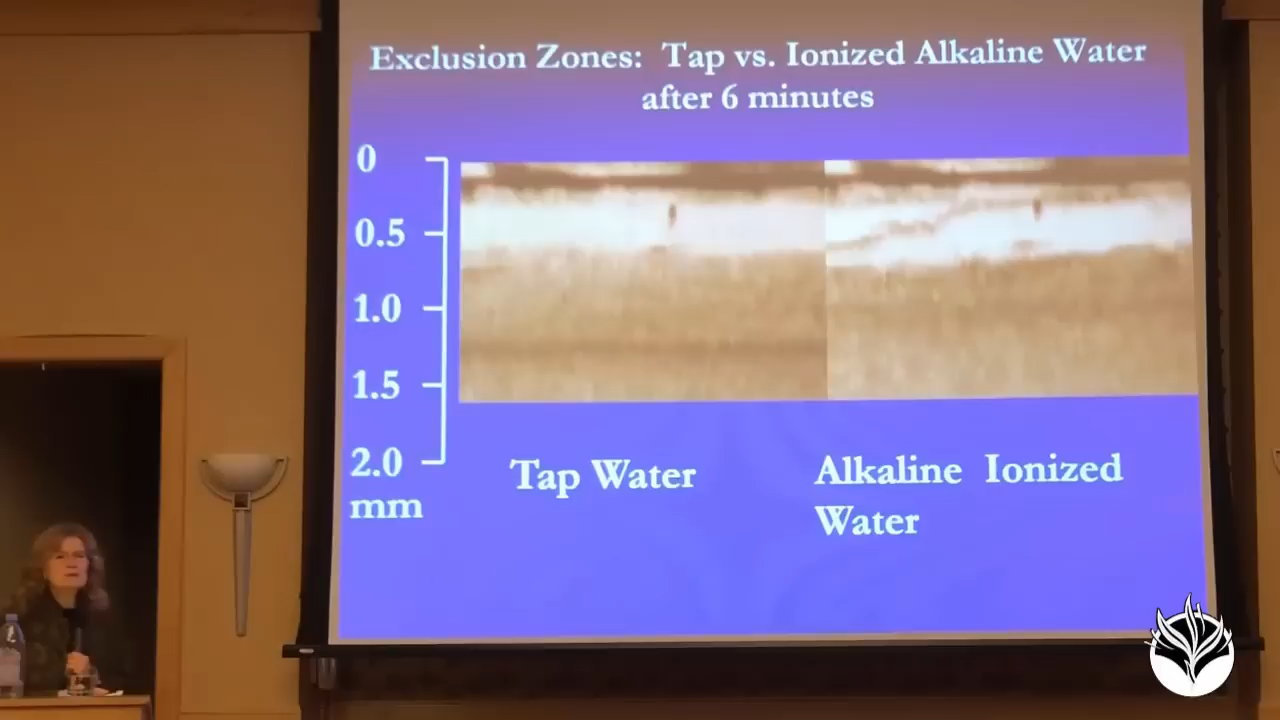 Exclusion Zones: Tap vs. Ionized Alkaline Water
after 6 minutes
0
0.5
1.0
1.5
2.0
mm
Tap Water
Alkaline Ionized
Water